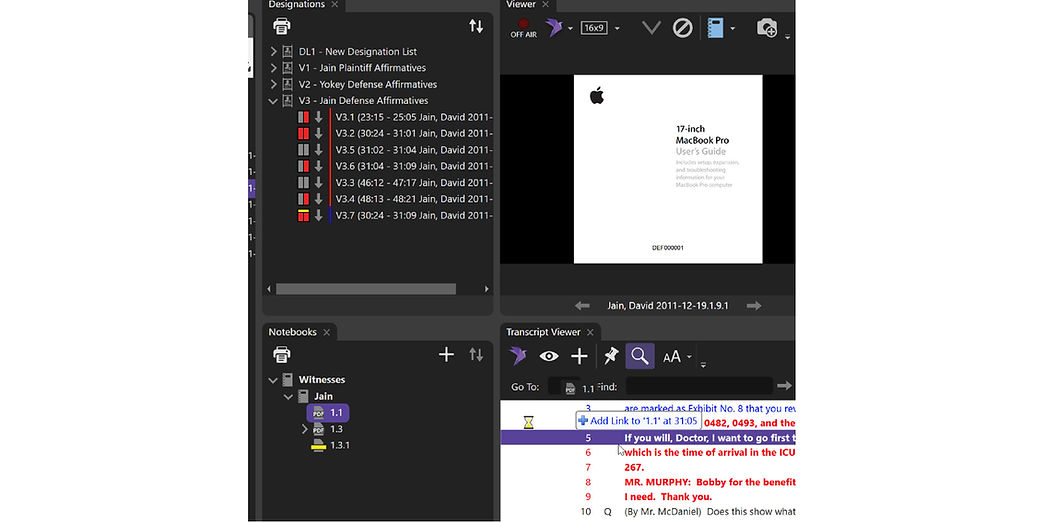 Designations
DL1 - New Designation List
V1 - Jain Plaintiff Affirmatives
V2 - Yokey Defense Affirmatives
V3 - Jain Defense Affirmatives
V3.1 (23:15 - 25:05 Jain, David 2011-
V3.2 (30:24 - 31:01 Jain, David 2011-
V3.5 (31:02 - 31:04 Jain, David 2011-
V3.6 (31:04 - 31:09 Jain, David 2011-
V3.3 (46:12 - 47:17 Jain, David 2011-
V3.4 (48:13 - 48:21 Jain, David 2011-
V3.7 (30:24 - 31:09 Jain, David 2011-
Viewer
OFF AIR
16x9
17-inch
MacBook Pro
User's Guide
Includes setup, expansion,
and troubleshooting
information for your
MacBook Pro computer
DEF000001
Jain, David 2011-12-19.1.9.1
Notebooks
Witnesses
Jain
PDF 1.1
PDF 1.3
1.3.1
Transcript Viewer
AA
Go To: PDF 1.1 Find:
3 are marked as Exhibit No. 8 that you rev
Add Link to '1.1' at 31:05
0482, 0493, and the
5 If you will, Doctor, I want to go first t
6 which is the time of arrival in the ICU
7 267.
8 MR. MURPHY: Bobby for the benefit
9 I need. Thank you.
10 Q (By Mr. McDaniel) Does this show what